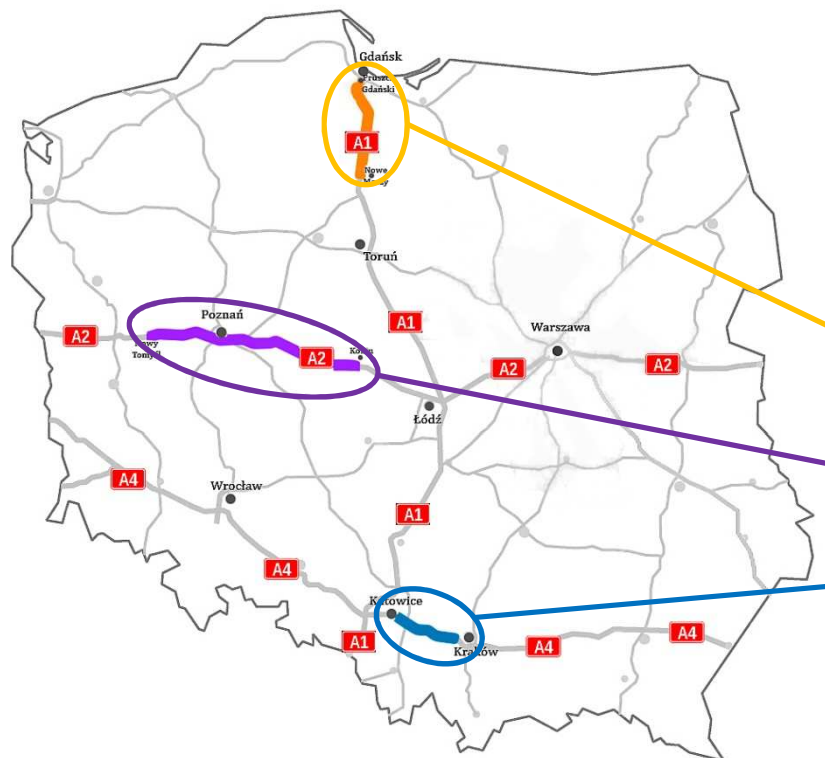 Gdańsk
Gdański
A1
Nowe
Toruń
A1
Poznań
Warszawa
A2
A2
A2
A2
Nowy
Łódź
A4
Wrocław
A1
A4
Katowice
A1
Kraków
A4
A4